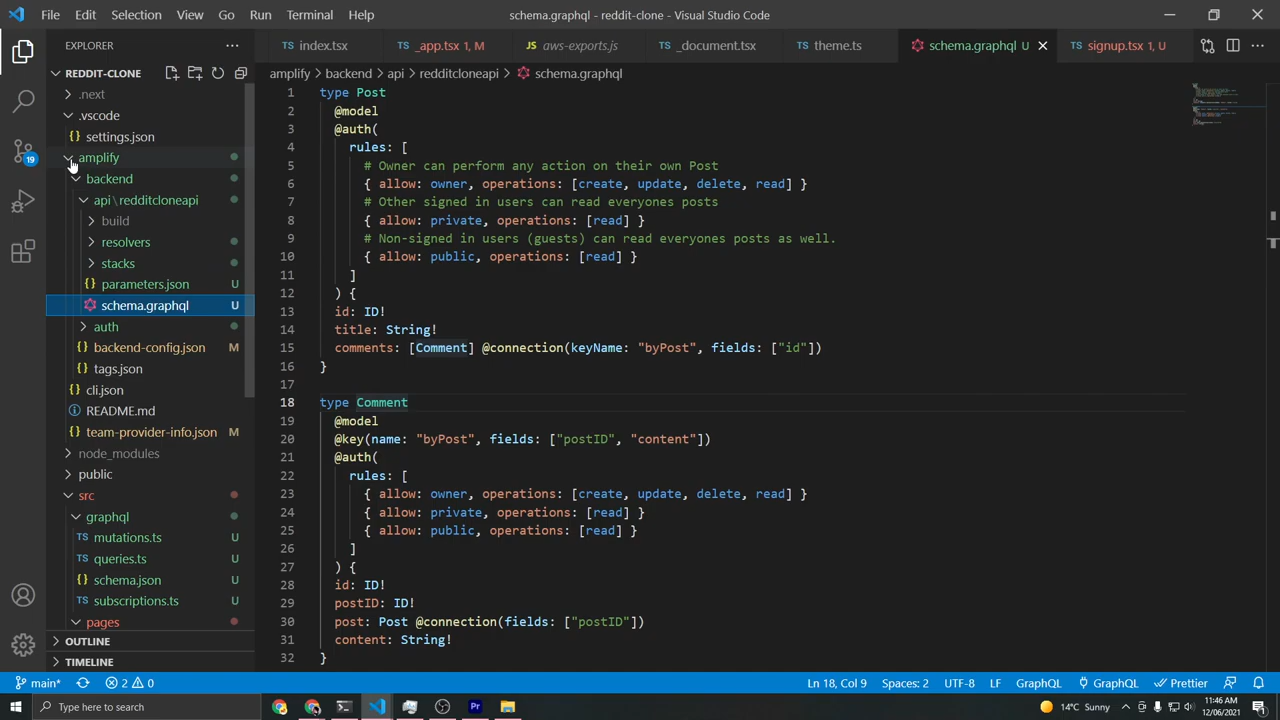 File Edit Selection View Go Run Terminal Help
schema.graphql - reddit-clone - Visual Studio Code
EXPLORER
TS index.tsx
TS _app.tsx 1, M
JS aws-exports.js
TS _document.tsx
TS theme.ts
schema.graphql U
TS signup.tsx 1, U
REDDIT-CLONE
amplify > backend > api > redditcloneapi > schema.graphql
.next
.vscode
{} settings.json
amplify
backend
api\redditcloneapi
build
resolvers
stacks
{} parameters.json U
schema.graphql U
auth
{} backend-config.json M
{} tags.json
{} cli.json
README.md
{} team-provider-info.json M
node_modules
public
src
graphql
TS mutations.ts U
TS queries.ts U
{} schema.json U
TS subscriptions.ts U
pages
OUTLINE
TIMELINE
19
1 type Post
2 @model
3 @auth(
4 rules: [
5 # Owner can perform any action on their own Post
6 { allow: owner, operations: [create, update, delete, read] }
7 # Other signed in users can read everyones posts
8 { allow: private, operations: [read] }
9 # Non-signed in users (guests) can read everyones posts as well.
10 { allow: public, operations: [read] }
11 ]
12 ) {
13 id: ID!
14 title: String!
15 comments: [Comment] @connection(keyName: "byPost", fields: ["id"])
16 }
17
18 type Comment
19 @model
20 @key(name: "byPost", fields: ["postID", "content"])
21 @auth(
22 rules: [
23 { allow: owner, operations: [create, update, delete, read] }
24 { allow: private, operations: [read] }
25 { allow: public, operations: [read] }
26 ]
27 ) {
28 id: ID!
29 postID: ID!
30 post: Post @connection(fields: ["postID"])
31 content: String!
32 }
main* 2 0
Ln 18, Col 9 Spaces: 2 UTF-8 LF GraphQL GraphQL Prettier
Type here to search
Pr
14°C Sunny
11:46 AM
12/06/2021